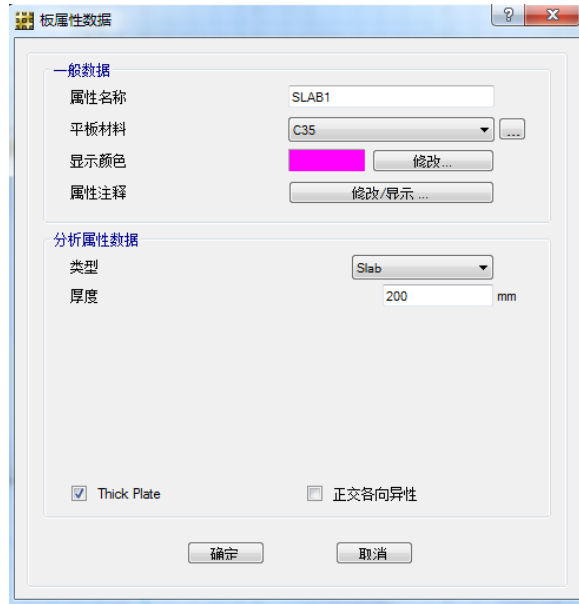 板属性数据
一般数据
属性名称 SLAB1
平板材料 C35 ...
显示颜色 修改...
属性注释 修改/显示 ...
分析属性数据
类型 Slab
厚度 200 mm
Thick Plate 正交各向异性
确定 取消